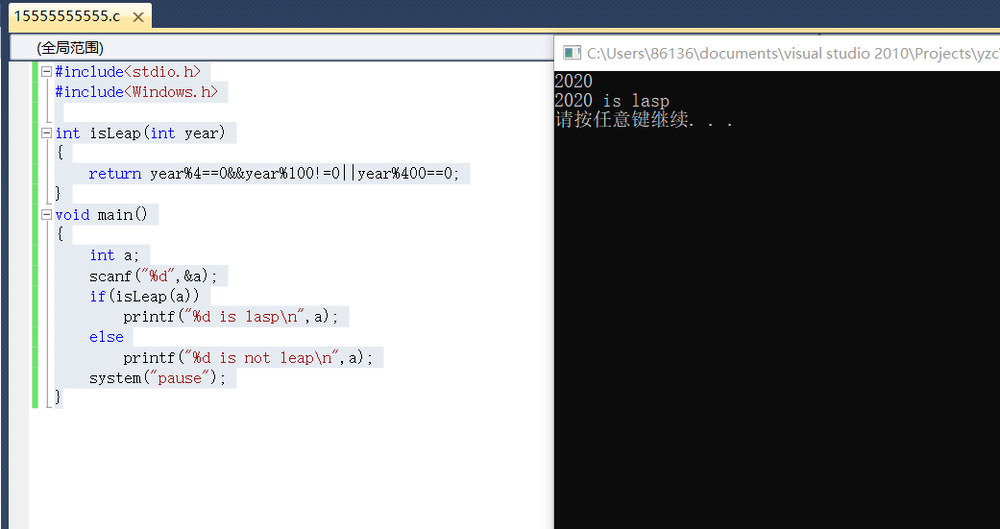 15555555555.c
(全局范围)
#include<stdio.h>
#include<Windows.h>
int isLeap(int year)
{
return year%4==0&&year%100!=0||year%400==0;
}
void main()
{
int a;
scanf("%d",&a);
if(isLeap(a))
printf("%d is lasp\n",a);
else
printf("%d is not leap\n",a);
system("pause");
}
C:\Users\86136\documents\visual studio 2010\Projects\yzc\
2020
2020 is lasp
请按任意键继续. . .